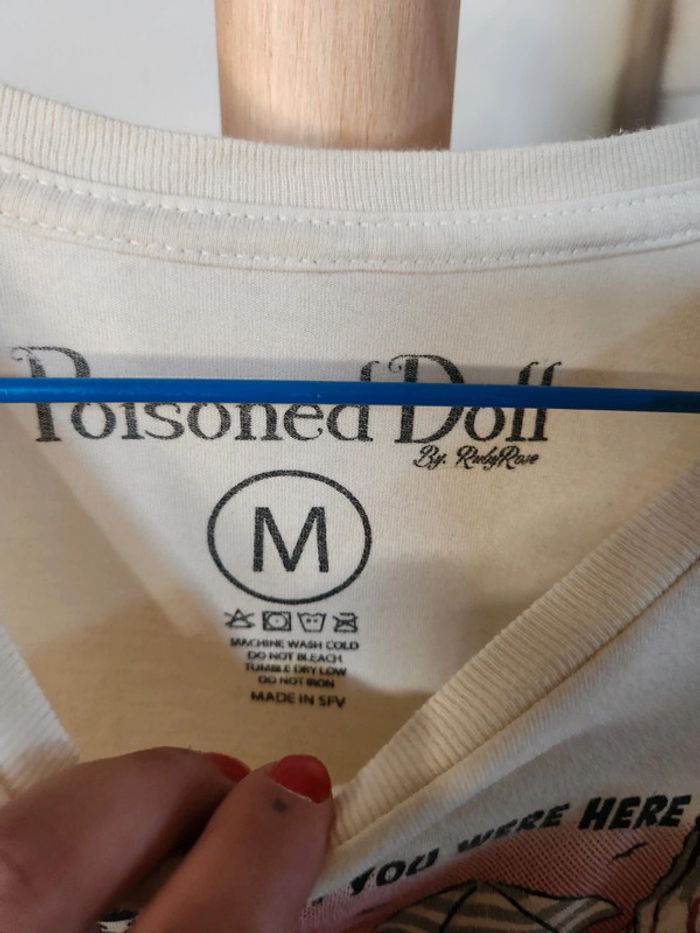 Poisoned Doll
By: RubyRose
M
MACHINE WASH COLD
DO NOT BLEACH
TUMBLE DRY LOW
DO NOT IRON
MADE IN SFV
YOU WERE HERE